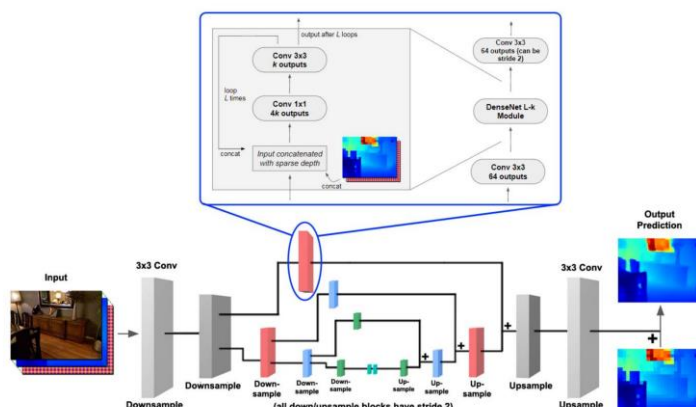 output after L loops
Conv 3x3
k outputs
loop
L times
Conv 1x1
4k outputs
concat
Input concatenated
with sparse depth
concat
Conv 3x3
64 outputs (can be
stride 2)
DenseNet L-k
Module
Conv 3x3
64 outputs
Output
Prediction
Input
3x3 Conv
3x3 Conv
+
+
+
+
Downsample
Downsample
Down-
sample
Down-
sample
Down-
sample
Up-
sample
Up-
sample
Up-
sample
Upsample
Upsample
(all down/upsample blocks have stride 2)